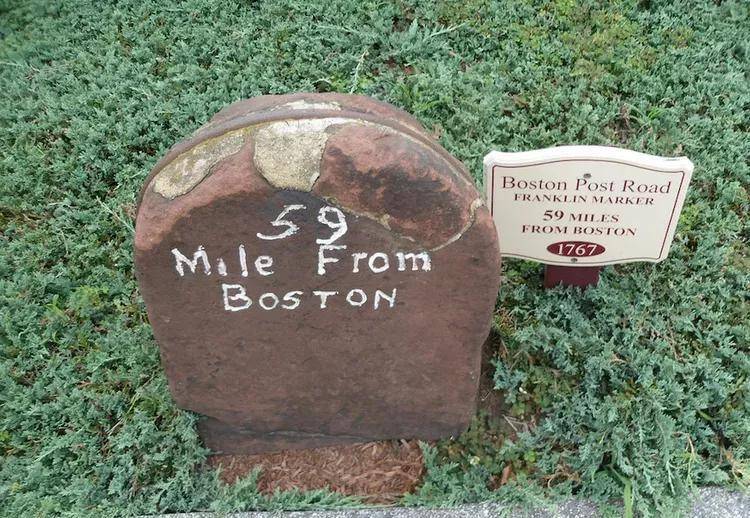 59
Mile From
BOSTON
Boston Post Road
FRANKLIN MARKER
59 MILES
FROM BOSTON
1767